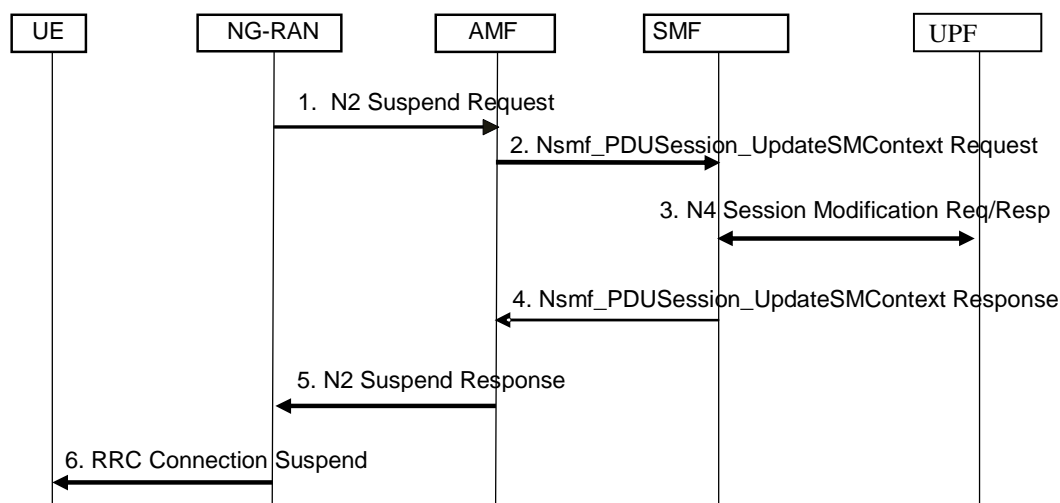 UE NG-RAN AMF SMF UPF
1. N2 Suspend Request
2. Nsmf_PDUSession_UpdateSMContext Request
3. N4 Session Modification Req/Resp
4. Nsmf_PDUSession_UpdateSMContext Response
5. N2 Suspend Response
6. RRC Connection Suspend